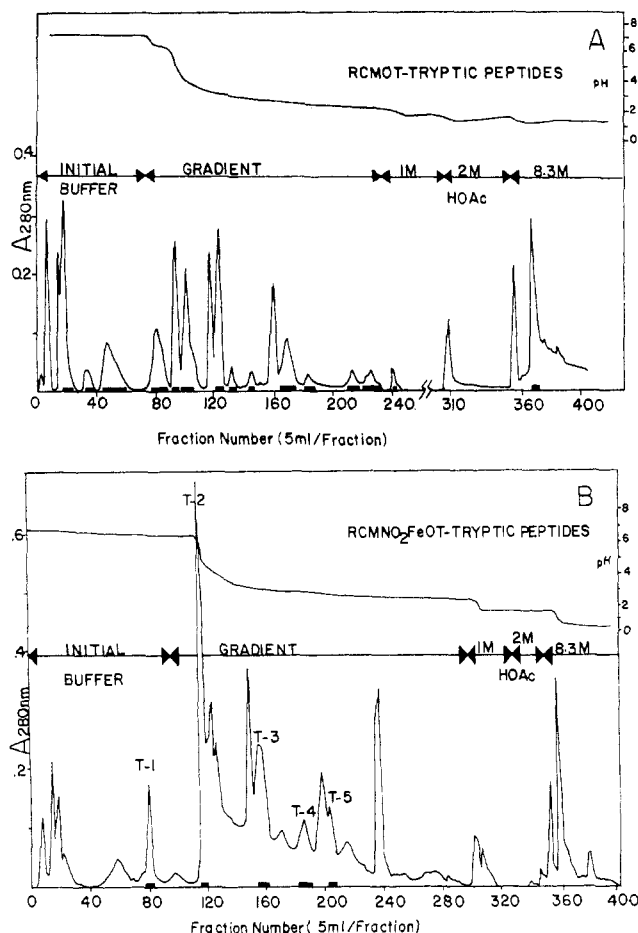 A
RCMOT-TRYPTIC PEPTIDES
pH
8
6
4
2
0
0.4
INITIAL BUFFER
GRADIENT
1M
2M
8.3M
HOAc
A280nm
0.2
0 40 80 120 160 200 240 310 360 400
Fraction Number (5ml/Fraction)
B
T-2
RCMNO2FeOT-TRYPTIC PEPTIDES
pH
8
6
4
2
0
.6
.4
INITIAL BUFFER
GRADIENT
1M
2M
8.3M
HOAc
A280nm
.2
T-1
T-3
T-4
T-5
0
0 40 80 120 160 200 240 280 320 360 400
Fraction Number (5ml/Fraction)